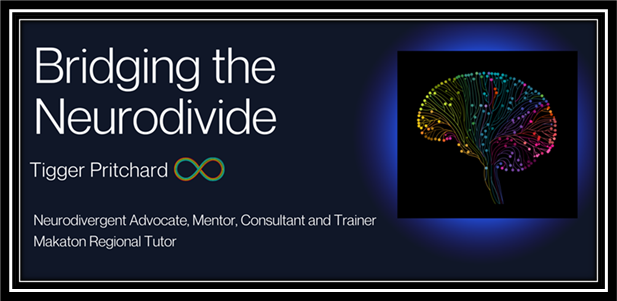 Bridging the
Neurodivide
Tigger Pritchard
Neurodivergent Advocate, Mentor, Consultant and Trainer
Makaton Regional Tutor